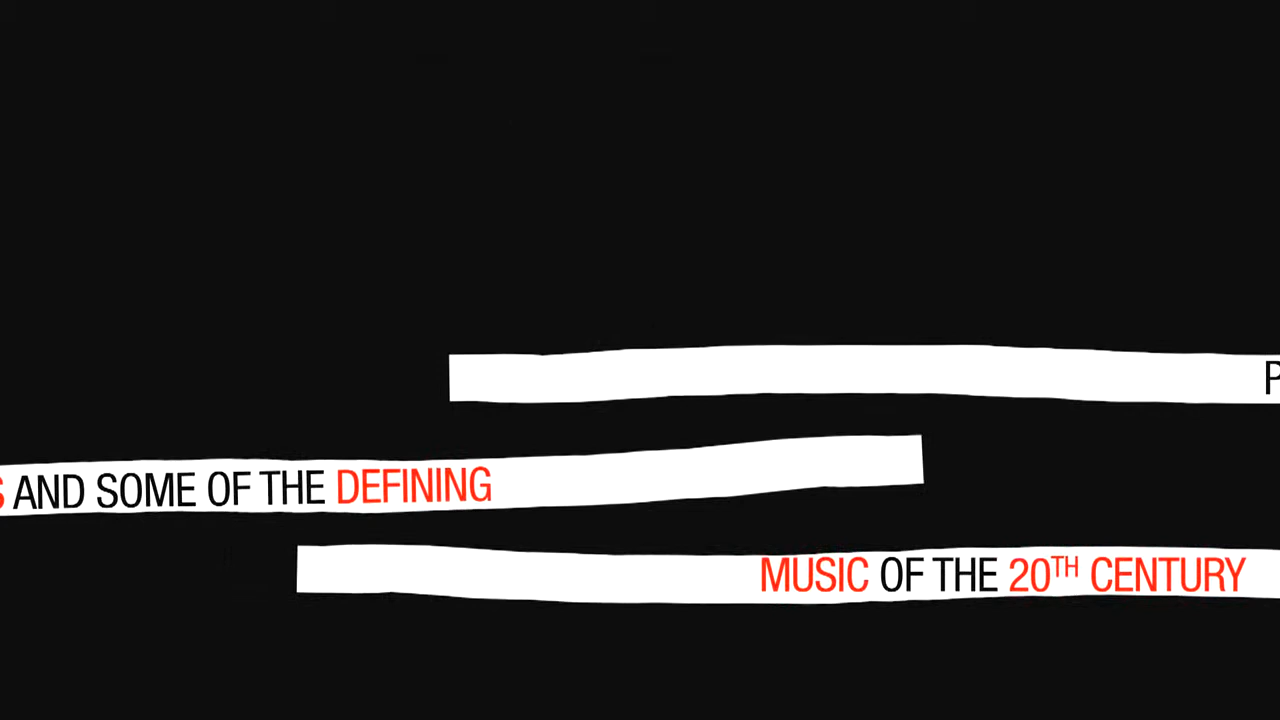 P
S AND SOME OF THE DEFINING
MUSIC OF THE 20TH CENTURY